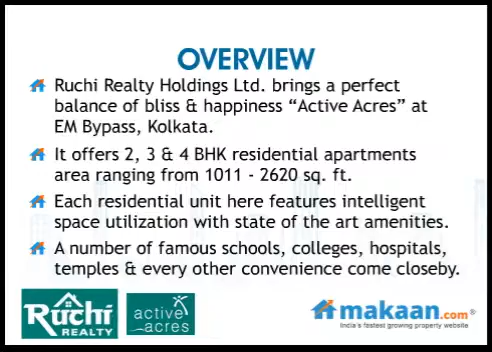 OVERVIEW
Ruchi Realty Holdings Ltd. brings a perfect
balance of bliss & happiness “Active Acres” at
EM Bypass, Kolkata.
It offers 2, 3 & 4 BHK residential apartments
area ranging from 1011 - 2620 sq. ft.
Each residential unit here features intelligent
space utilization with state of the art amenities.
A number of famous schools, colleges, hospitals,
temples & every other convenience come closeby.
Ruchi
REALTY
active
acres
makaan.com®
India's fastest growing property website